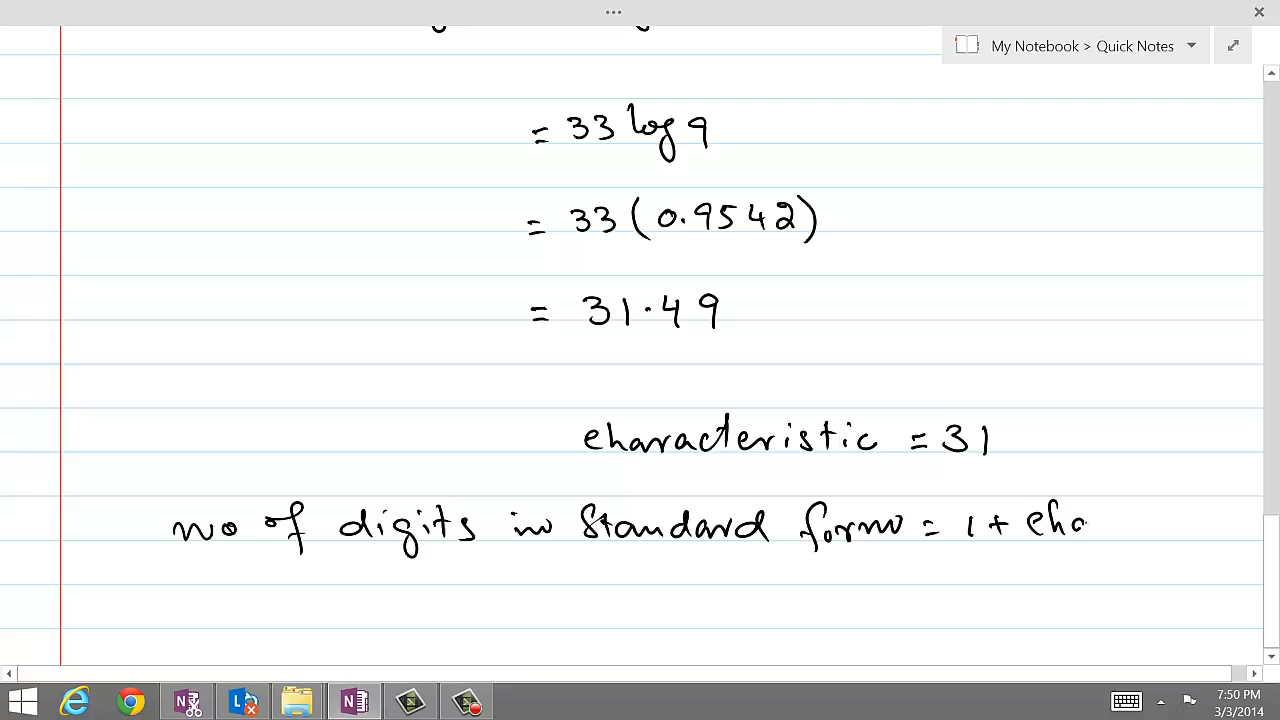 My Notebook > Quick Notes
= 33 log 9
= 33 (0.9542)
= 31.49
characteristic = 31
no of digits in Standard form = 1 + cha
7:50 PM
3/3/2014